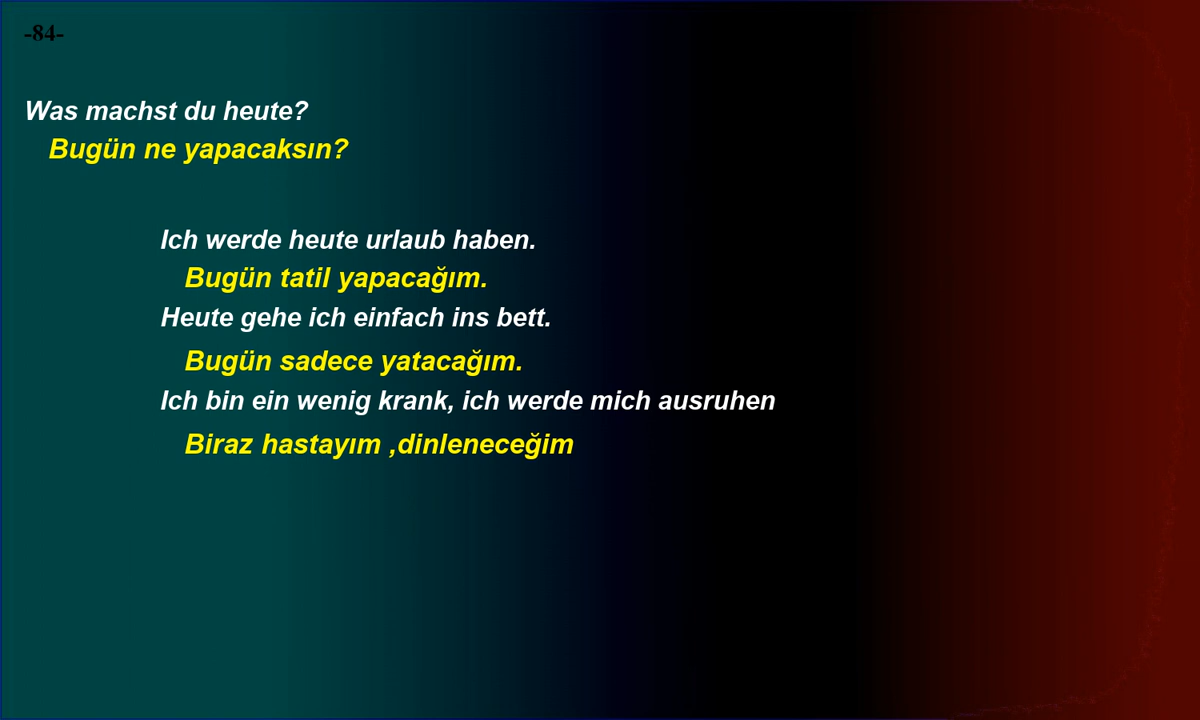 -84-
Was machst du heute?
Bugün ne yapacaksın?
Ich werde heute urlaub haben.
Bugün tatil yapacağım.
Heute gehe ich einfach ins bett.
Bugün sadece yatacağım.
Ich bin ein wenig krank, ich werde mich ausruhen
Biraz hastayım ,dinleneceğim